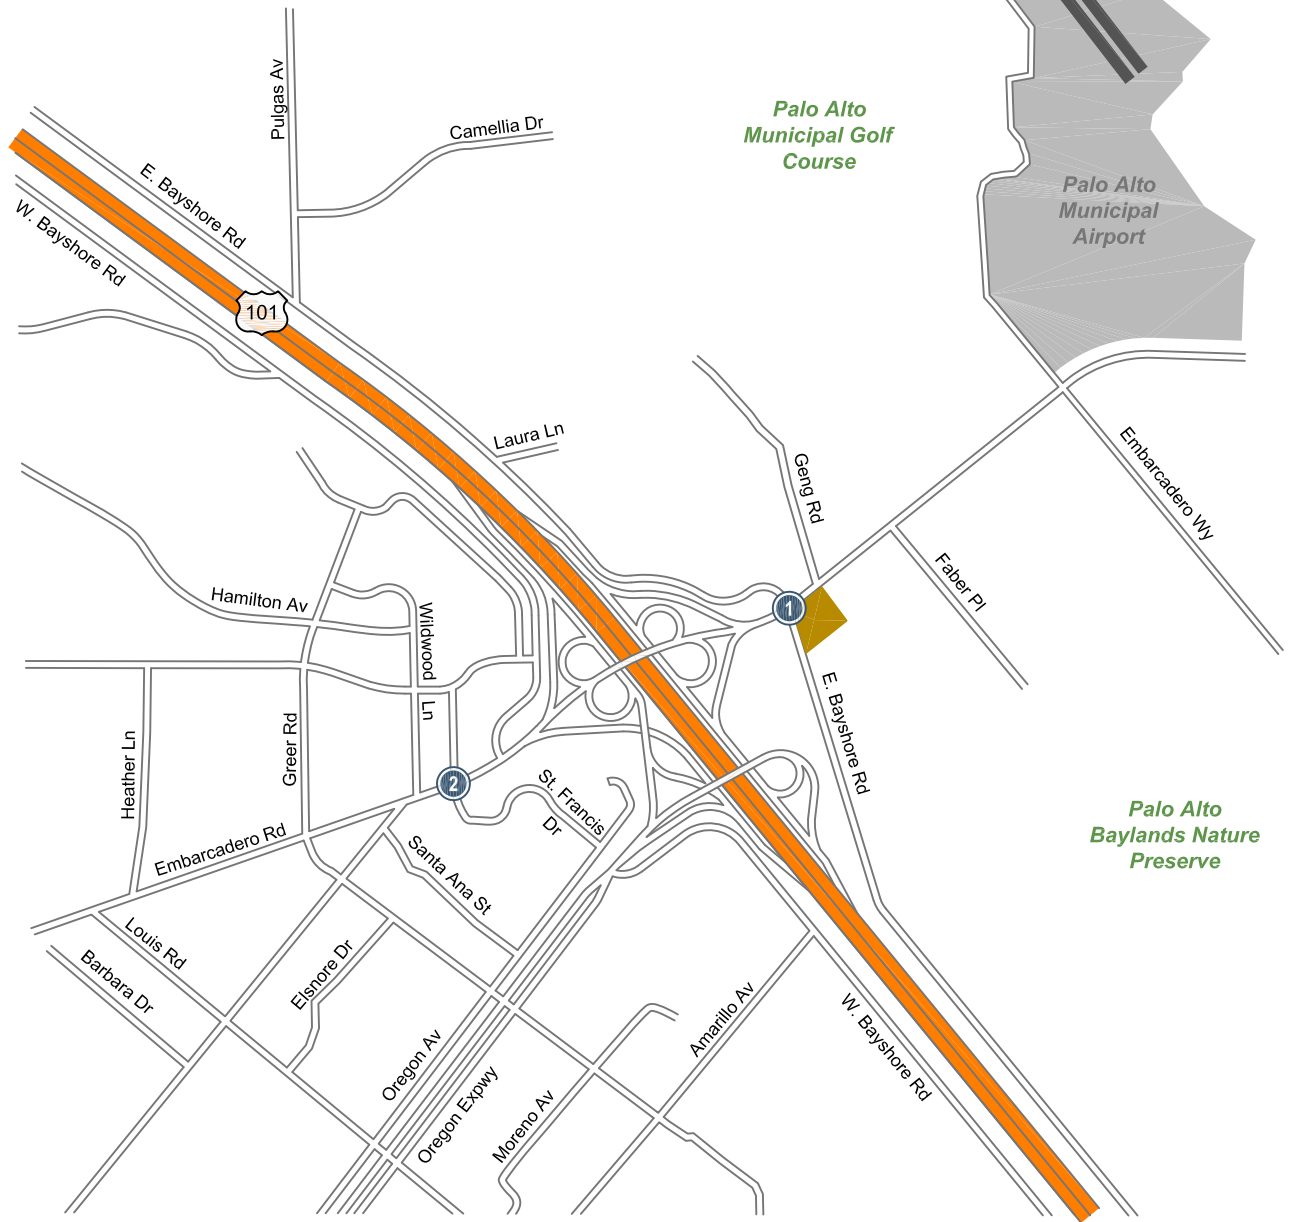 Pulgas Av
Camellia Dr
Palo Alto
Municipal Golf
Course
Palo Alto
Municipal
Airport
E. Bayshore Rd
W. Bayshore Rd
101
Laura Ln
Geng Rd
Embarcadero Wy
Faber Pl
Hamilton Av
Wildwood
Ln
1
E. Bayshore Rd
Heather Ln
Greer Rd
2
St. Francis
Dr
Embarcadero Rd
Santa Ana St
Palo Alto
Baylands Nature
Preserve
Louis Rd
Barbara Dr
Elsnore Dr
Oregon Av
Oregon Expwy
Moreno Av
Amarillo Av
W. Bayshore Rd